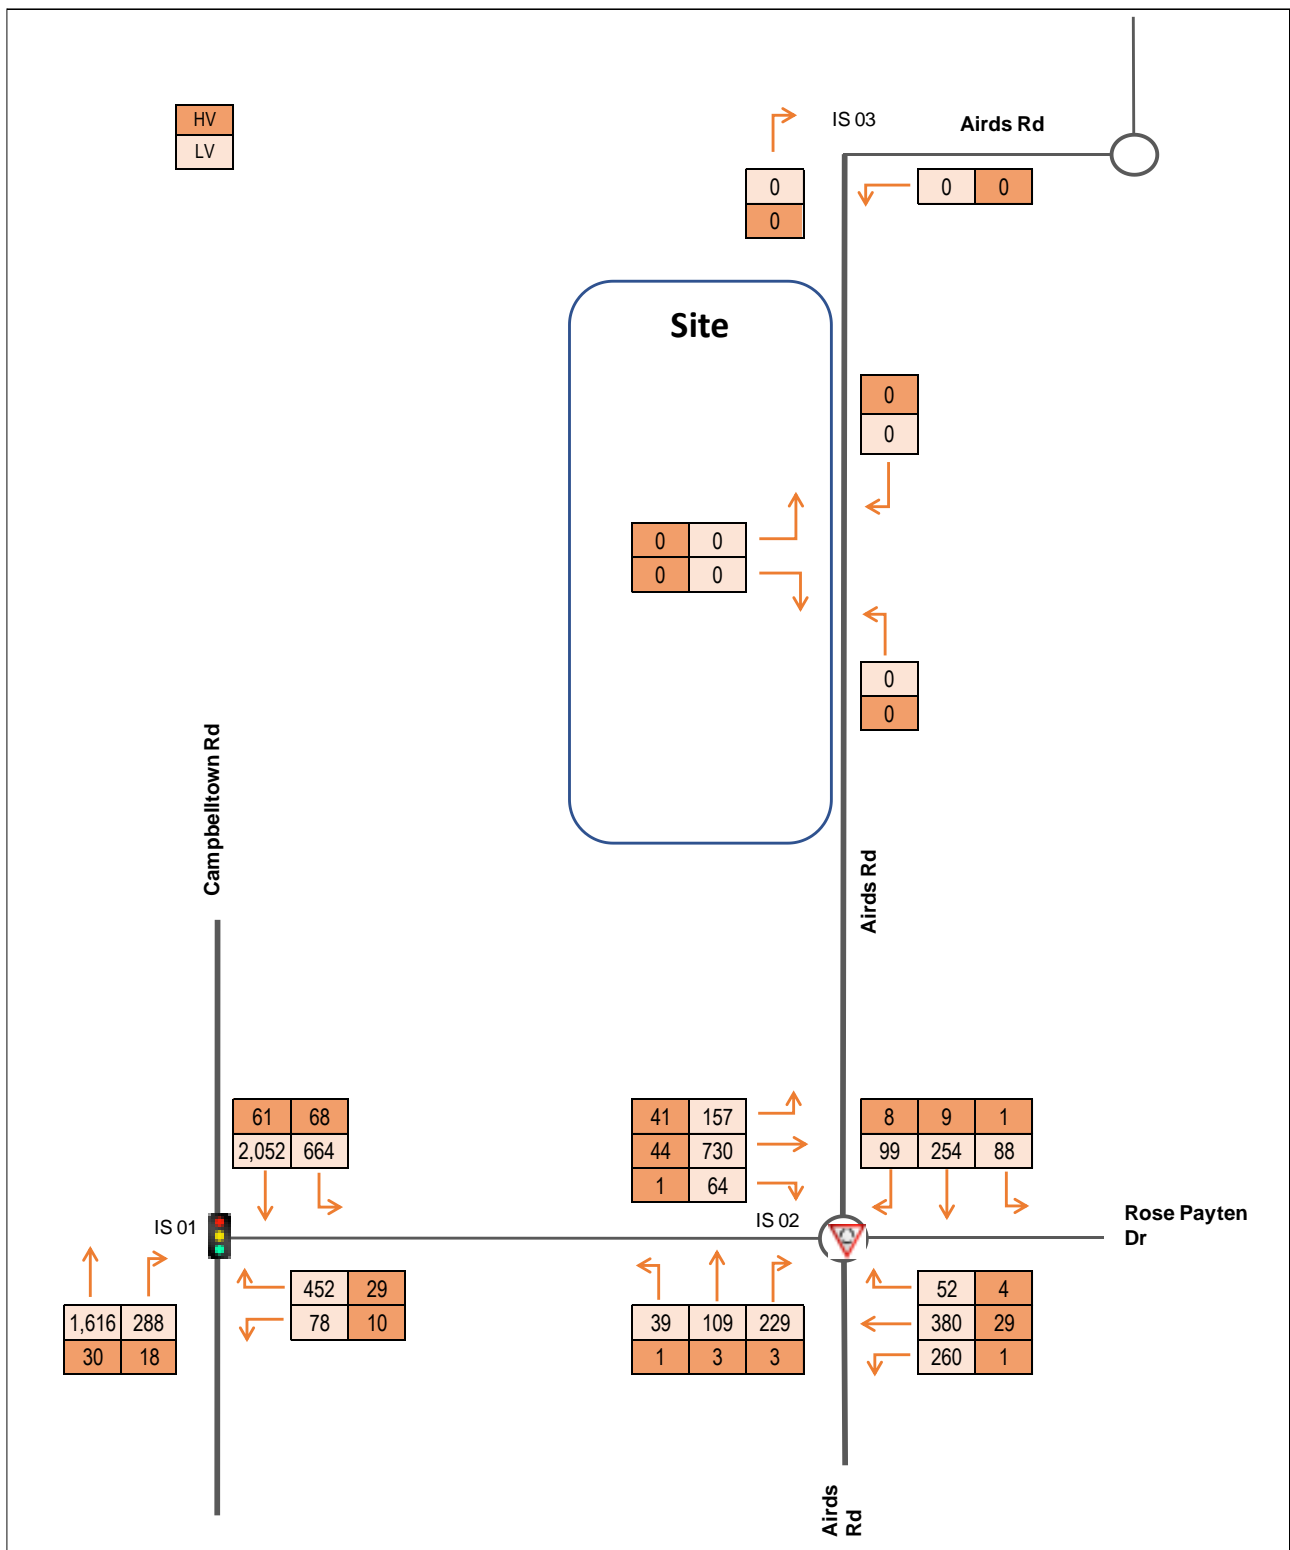 HV
LV
IS 03
Airds Rd
0
0
0 0
Site
0
0
0 0
0 0
0
0
Campbelltown Rd
Airds Rd
61 68
2,052 664
41 157
44 730
1 64
8 9 1
99 254 88
IS 01
IS 02
Rose Payten
Dr
452 29
78 10
1,616 288
30 18
39 109 229
1 3 3
52 4
380 29
260 1
Airds
Rd